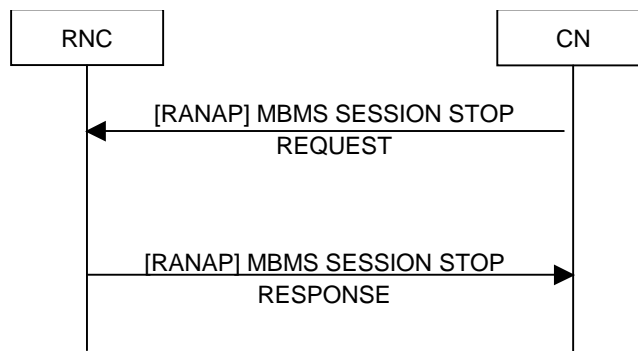 RNC
CN
[RANAP] MBMS SESSION STOP
REQUEST
[RANAP] MBMS SESSION STOP
RESPONSE